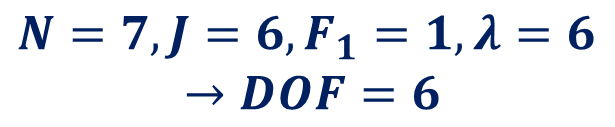 N = 7, J = 6, F₁ = 1, λ = 6
→ DOF = 6